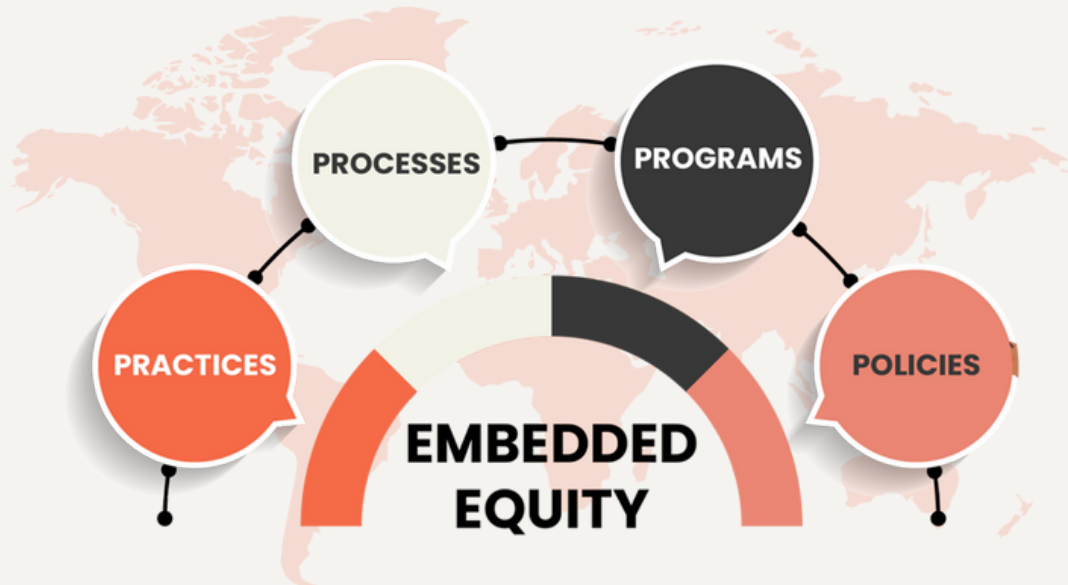 PROCESSES
PROGRAMS
PRACTICES
POLICIES
EMBEDDED
EQUITY